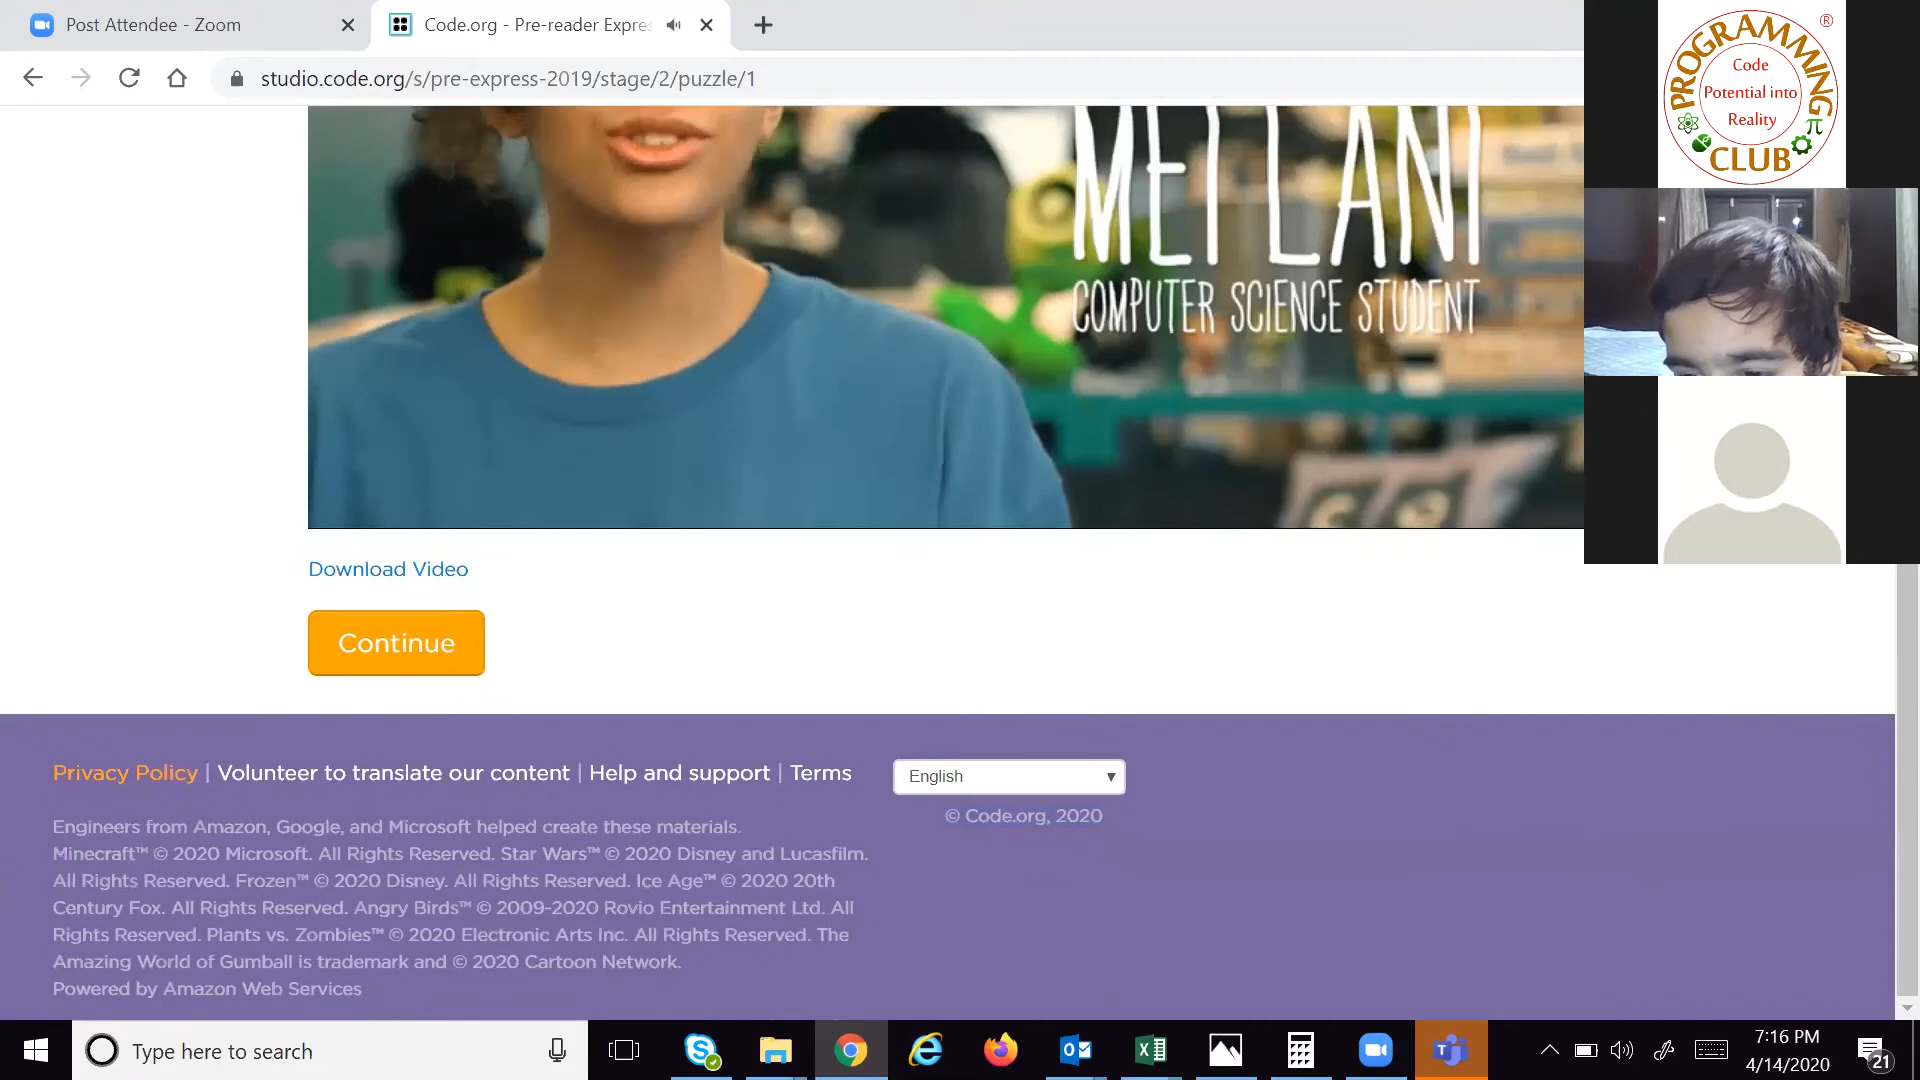 Post Attendee - Zoom
Code.org - Pre-reader Expre
studio.code.org/s/pre-express-2019/stage/2/puzzle/1
PROGRAMMING
®
Code
Potential into
Reality
π
CLUB
COMPUTER SCIENCE STUDENT
Download Video
Continue
Privacy Policy | Volunteer to translate our content | Help and support | Terms
English
© Code.org, 2020
Engineers from Amazon, Google, and Microsoft helped create these materials.
Minecraft™ © 2020 Microsoft. All Rights Reserved. Star Wars™ © 2020 Disney and Lucasfilm.
All Rights Reserved. Frozen™ © 2020 Disney. All Rights Reserved. Ice Age™ © 2020 20th
Century Fox. All Rights Reserved. Angry Birds™ © 2009-2020 Rovio Entertainment Ltd. All
Rights Reserved. Plants vs. Zombies™ © 2020 Electronic Arts Inc. All Rights Reserved. The
Amazing World of Gumball is trademark and © 2020 Cartoon Network.
Powered by Amazon Web Services
Type here to search
7:16 PM
4/14/2020
21